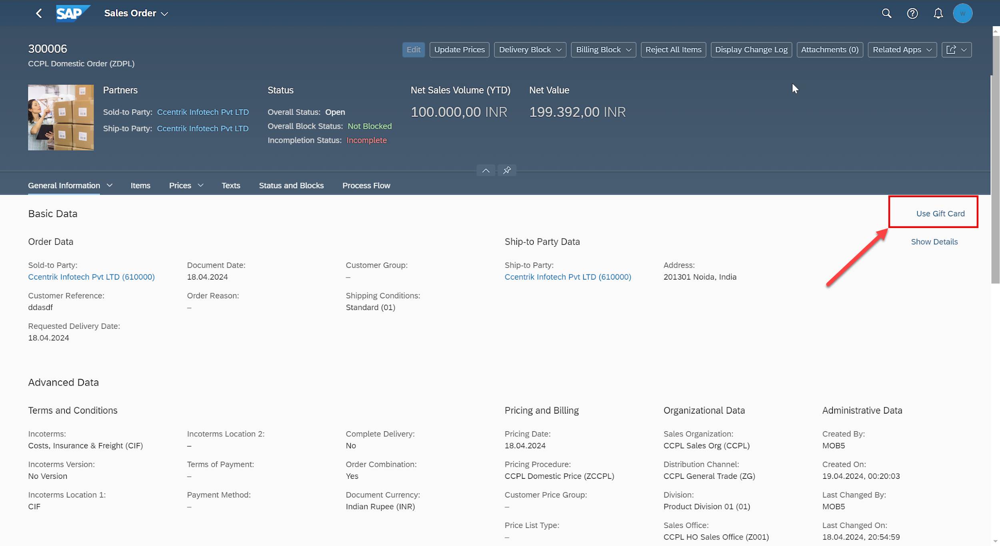 SAP Sales Order
W
300006
CCPL Domestic Order (ZDPL)
Edit Update Prices Delivery Block Billing Block Reject All Items Display Change Log Attachments (0) Related Apps
Partners
Sold-to Party: Ccentrik Infotech Pvt LTD
Ship-to Party: Ccentrik Infotech Pvt LTD
Status
Overall Status: Open
Overall Block Status: Not Blocked
Incompletion Status: Incomplete
Net Sales Volume (YTD)
100.000,00 INR
Net Value
199.392,00 INR
General Information Items Prices Texts Status and Blocks Process Flow
Basic Data
Use Gift Card
Order Data
Sold-to Party:
Ccentrik Infotech Pvt LTD (610000)
Customer Reference:
ddasdf
Requested Delivery Date:
18.04.2024
Document Date:
18.04.2024
Order Reason:
–
Customer Group:
–
Shipping Conditions:
Standard (01)
Ship-to Party Data
Show Details
Ship-to Party:
Ccentrik Infotech Pvt LTD (610000)
Address:
201301 Noida, India
Advanced Data
Terms and Conditions
Incoterms:
Costs, Insurance & Freight (CIF)
Incoterms Version:
No Version
Incoterms Location 1:
CIF
Incoterms Location 2:
–
Terms of Payment:
–
Payment Method:
–
Complete Delivery:
No
Order Combination:
Yes
Document Currency:
Indian Rupee (INR)
Pricing and Billing
Pricing Date:
18.04.2024
Pricing Procedure:
CCPL Domestic Price (ZCCPL)
Customer Price Group:
–
Price List Type:
–
Organizational Data
Sales Organization:
CCPL Sales Org (CCPL)
Distribution Channel:
CCPL General Trade (ZG)
Division:
Product Division 01 (01)
Sales Office:
CCPL HO Sales Office (Z001)
Administrative Data
Created By:
MOB5
Created On:
19.04.2024, 00:20:03
Last Changed By:
MOB5
Last Changed On:
18.04.2024, 20:54:59